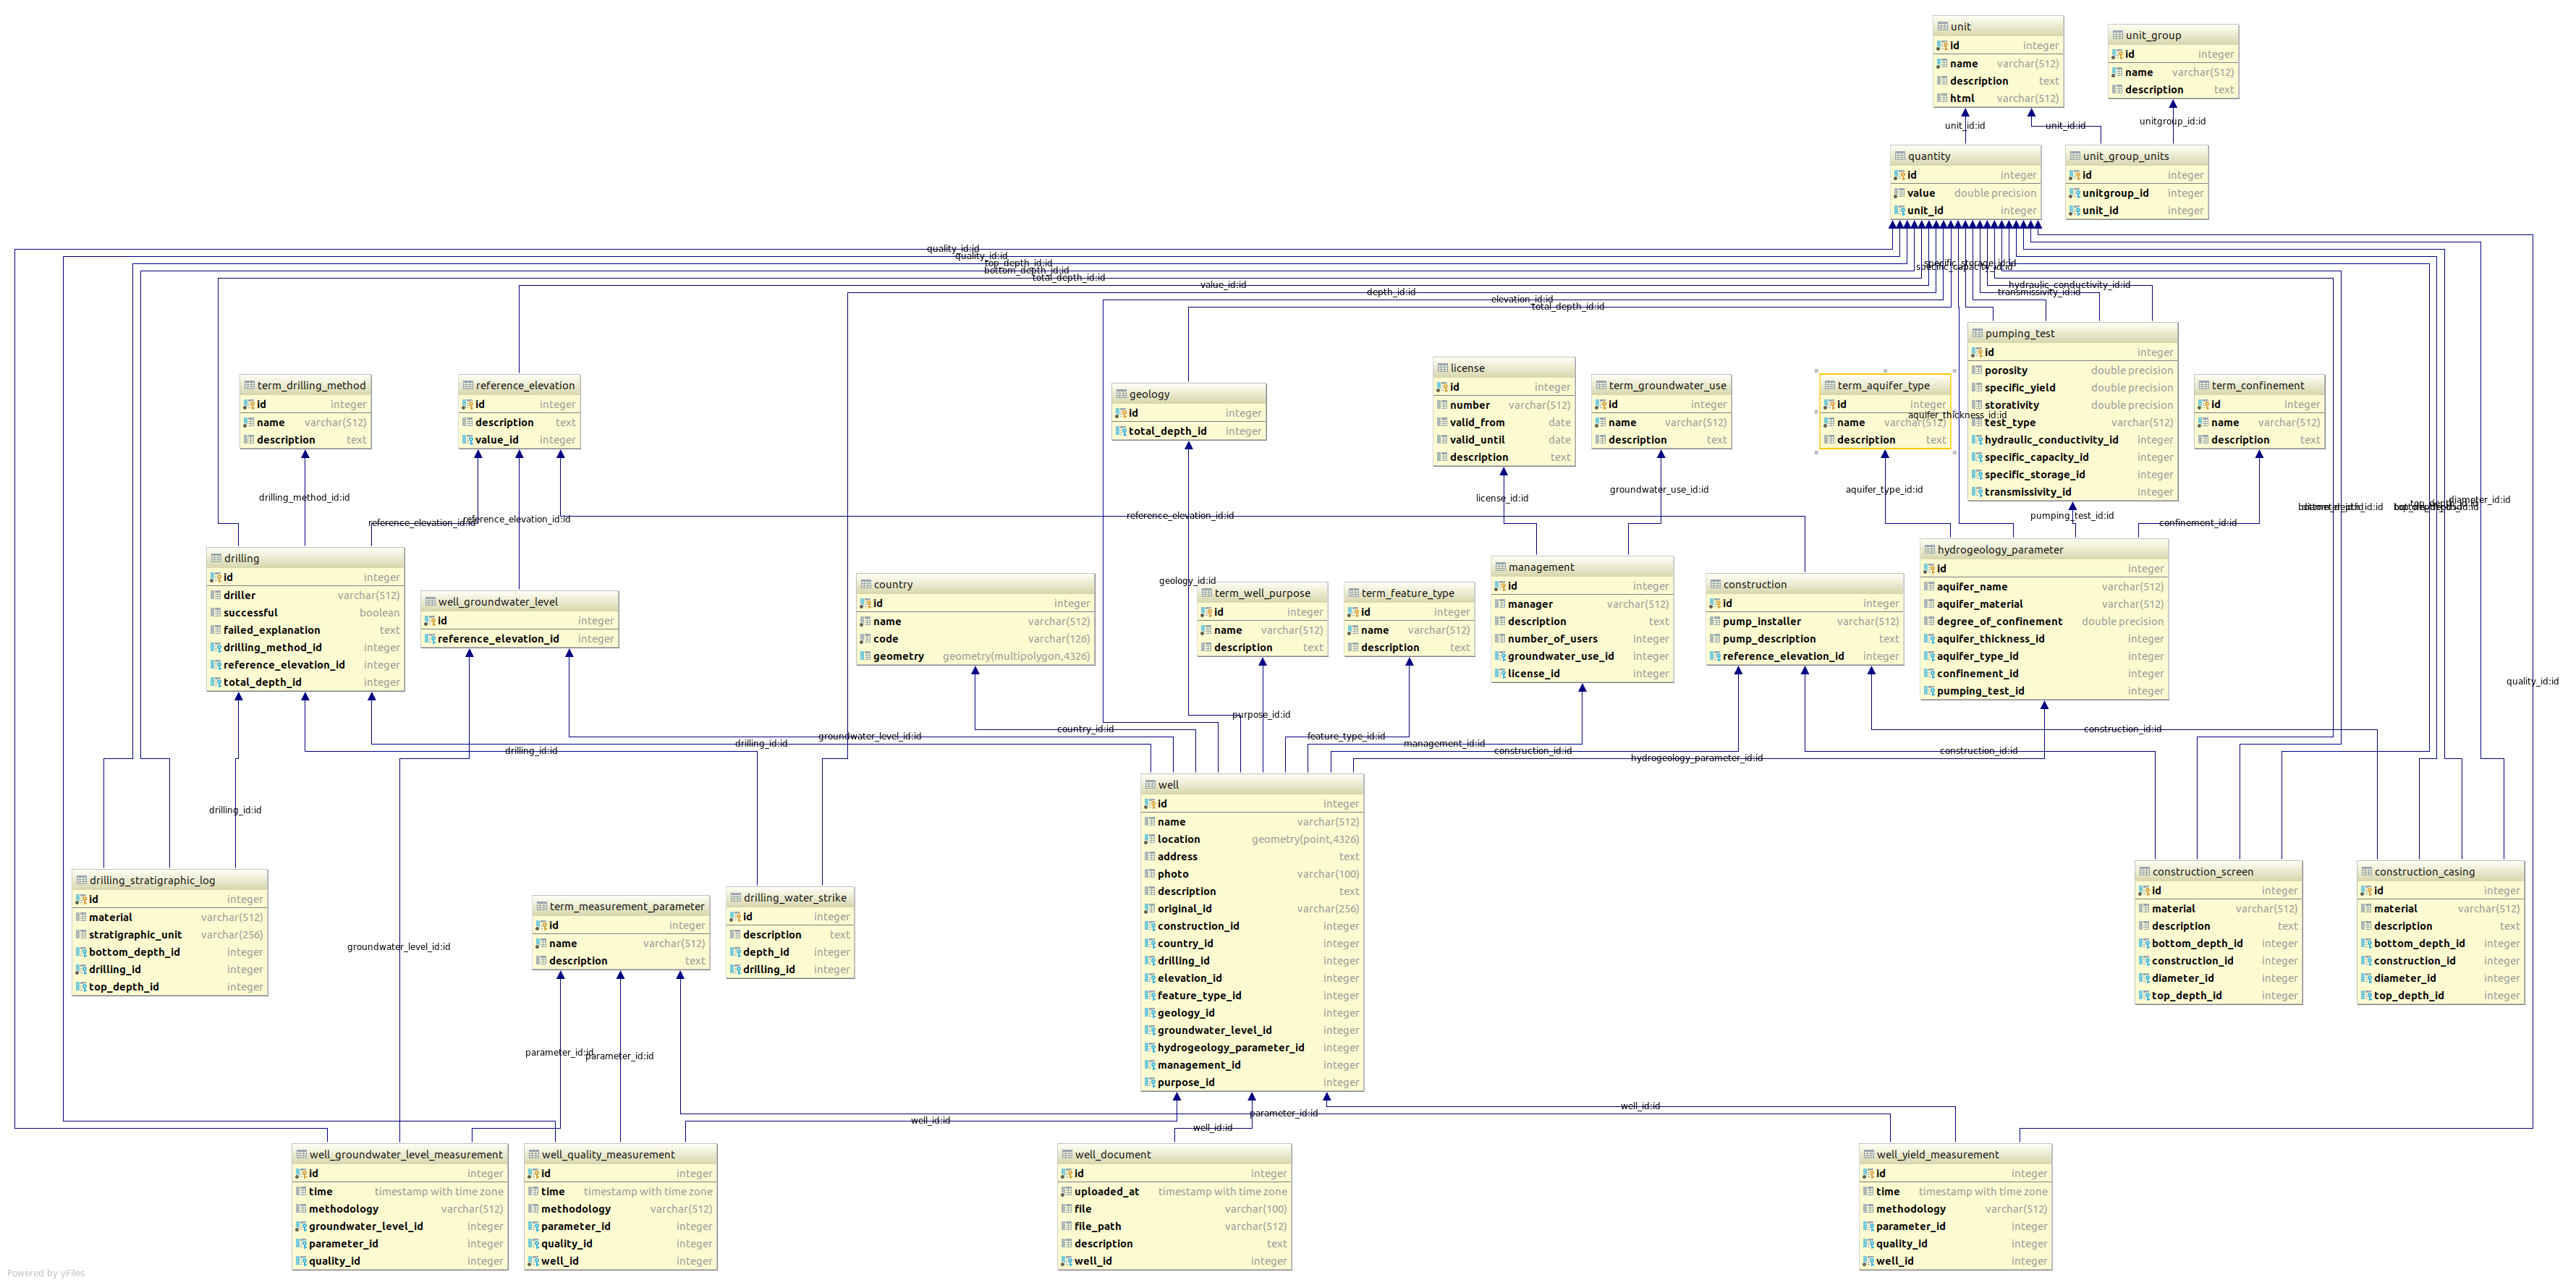 unit
id integer
name varchar(512)
description text
html varchar(512)
unit_group
id integer
name varchar(512)
description text
unit_id:id
unit_id:id
unitgroup_id:id
quantity
id integer
value double precision
unit_id integer
unit_group_units
id integer
unitgroup_id integer
unit_id integer
quality_id:id
quality_id:id
top_depth_id:id
bottom_depth_id:id
total_depth_id:id
value_id:id
depth_id:id
elevation_id:id
total_depth_id:id
specific_storage_id:id
specific_capacity_id:id
hydraulic_conductivity_id:id
transmissivity_id:id
pumping_test
id integer
porosity double precision
specific_yield double precision
storativity double precision
test_type varchar(512)
hydraulic_conductivity_id integer
specific_capacity_id integer
specific_storage_id integer
transmissivity_id integer
term_drilling_method
id integer
name varchar(512)
description text
reference_elevation
id integer
description text
value_id integer
geology
id integer
total_depth_id integer
license
id integer
number varchar(512)
valid_from date
valid_until date
description text
term_groundwater_use
id integer
name varchar(512)
description text
term_aquifer_type
id integer
name varchar(512)
description text
aquifer_thickness_id:id
term_confinement
id integer
name varchar(512)
description text
drilling_method_id:id
reference_elevation_id:id
reference_elevation_id:id
reference_elevation_id:id
license_id:id
groundwater_use_id:id
aquifer_type_id:id
pumping_test_id:id
confinement_id:id
diameter_id:id
drilling
id integer
driller varchar(512)
successful boolean
failed_explanation text
drilling_method_id integer
reference_elevation_id integer
total_depth_id integer
well_groundwater_level
id integer
reference_elevation_id integer
country
id integer
name varchar(512)
code varchar(126)
geometry geometry(multipolygon,4326)
geology_id:id
term_well_purpose
id integer
name varchar(512)
description text
term_feature_type
id integer
name varchar(512)
description text
management
id integer
manager varchar(512)
description text
number_of_users integer
groundwater_use_id integer
license_id integer
construction
id integer
pump_installer varchar(512)
pump_description text
reference_elevation_id integer
hydrogeology_parameter
id integer
aquifer_name varchar(512)
aquifer_material varchar(512)
degree_of_confinement double precision
aquifer_thickness_id integer
aquifer_type_id integer
confinement_id integer
pumping_test_id integer
quality_id:id
purpose_id:id
country_id:id
groundwater_level_id:id
drilling_id:id
drilling_id:id
feature_type_id:id
management_id:id
construction_id:id
hydrogeology_parameter_id:id
construction_id:id
construction_id:id
drilling_id:id
well
id integer
name varchar(512)
location geometry(point,4326)
address text
photo varchar(100)
description text
original_id varchar(256)
construction_id integer
country_id integer
drilling_id integer
elevation_id integer
feature_type_id integer
geology_id integer
groundwater_level_id integer
hydrogeology_parameter_id integer
management_id integer
purpose_id integer
drilling_stratigraphic_log
id integer
material varchar(512)
stratigraphic_unit varchar(256)
bottom_depth_id integer
drilling_id integer
top_depth_id integer
groundwater_level_id:id
term_measurement_parameter
id integer
name varchar(512)
description text
drilling_water_strike
id integer
description text
depth_id integer
drilling_id integer
construction_screen
id integer
material varchar(512)
description text
bottom_depth_id integer
construction_id integer
diameter_id integer
top_depth_id integer
construction_casing
id integer
material varchar(512)
description text
bottom_depth_id integer
construction_id integer
diameter_id integer
top_depth_id integer
parameter_id:id
parameter_id:id
parameter_id:id
well_id:id
well_id:id
well_id:id
well_groundwater_level_measurement
id integer
time timestamp with time zone
methodology varchar(512)
groundwater_level_id integer
parameter_id integer
quality_id integer
well_quality_measurement
id integer
time timestamp with time zone
methodology varchar(512)
parameter_id integer
quality_id integer
well_id integer
well_document
id integer
uploaded_at timestamp with time zone
file varchar(100)
file_path varchar(512)
description text
well_id integer
well_yield_measurement
id integer
time timestamp with time zone
methodology varchar(512)
parameter_id integer
quality_id integer
well_id integer
Powered by yFiles